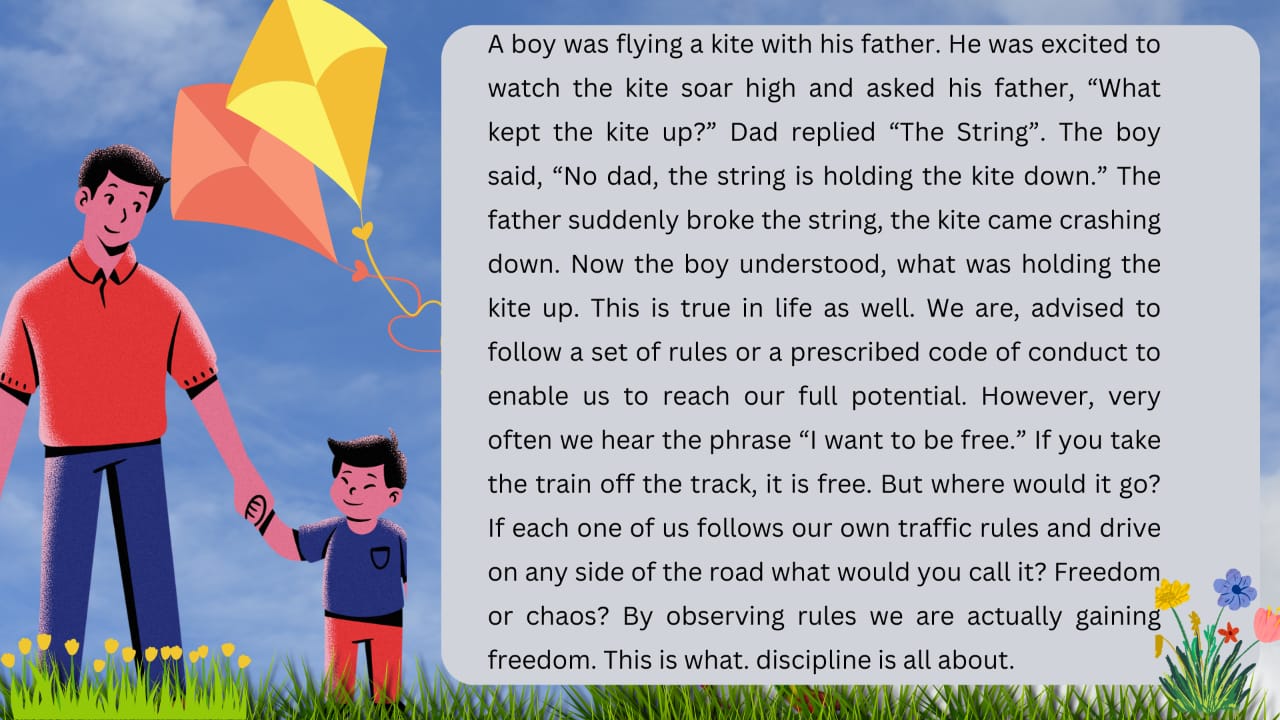 A boy was flying a kite with his father. He was excited to
watch the kite soar high and asked his father, “What
kept the kite up?” Dad replied “The String”. The boy
said, “No dad, the string is holding the kite down.” The
father suddenly broke the string, the kite came crashing
down. Now the boy understood, what was holding the
kite up. This is true in life as well. We are, advised to
follow a set of rules or a prescribed code of conduct to
enable us to reach our full potential. However, very
often we hear the phrase “I want to be free.” If you take
the train off the track, it is free. But where would it go?
If each one of us follows our own traffic rules and drive
on any side of the road what would you call it? Freedom
or chaos? By observing rules we are actually gaining
freedom. This is what. discipline is all about.